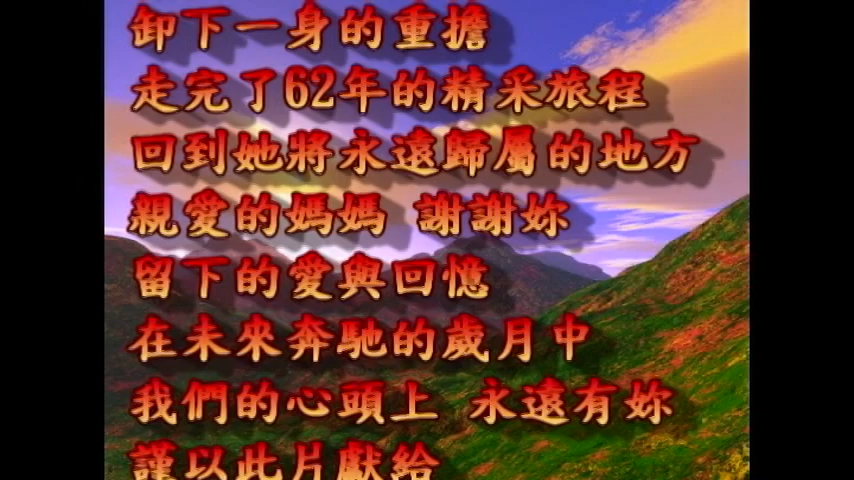 卸下一身的重擔
走完了62年的精采旅程
回到她將永遠歸屬的地方
親愛的媽媽 謝謝妳
留下的愛與回憶
在未來奔馳的歲月中
我們的心頭上 永遠有妳
謹以此片獻給